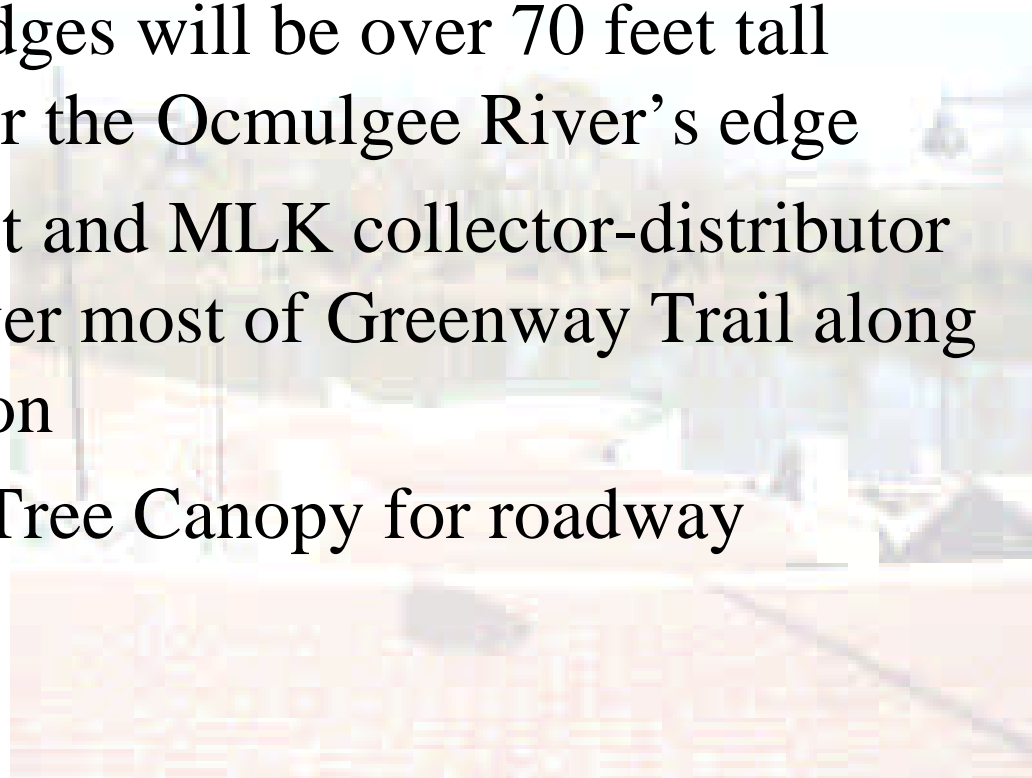 dges will be over 70 feet tall
r the Ocmulgee River’s edge
t and MLK collector-distributor
er most of Greenway Trail along
on
Tree Canopy for roadway